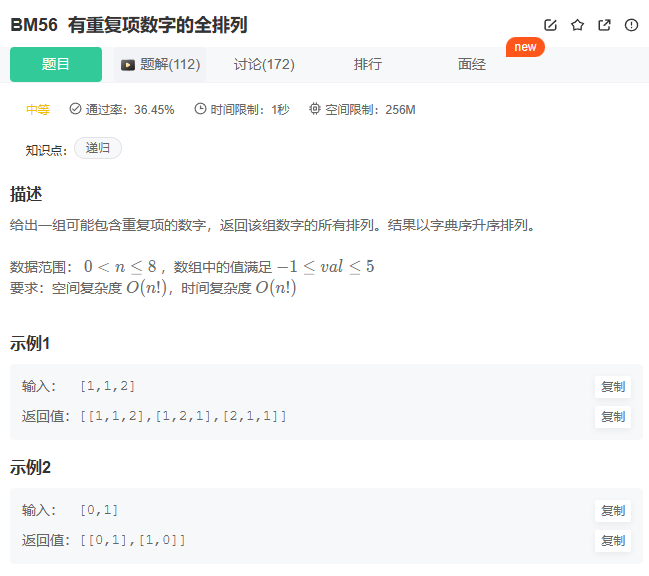 BM56 有重复项数字的全排列
new
题目 题解(112) 讨论(172) 排行 面经
中等 通过率：36.45% 时间限制：1秒 空间限制：256M
知识点： 递归
描述
给出一组可能包含重复项的数字，返回该组数字的所有排列。结果以字典序升序排列。
数据范围： 0 < n ≤ 8 ，数组中的值满足 −1 ≤ val ≤ 5
要求：空间复杂度 O(n!)，时间复杂度 O(n!)
示例1
输入： [1,1,2] 复制
返回值：[[1,1,2],[1,2,1],[2,1,1]] 复制
示例2
输入： [0,1] 复制
返回值：[[0,1],[1,0]] 复制